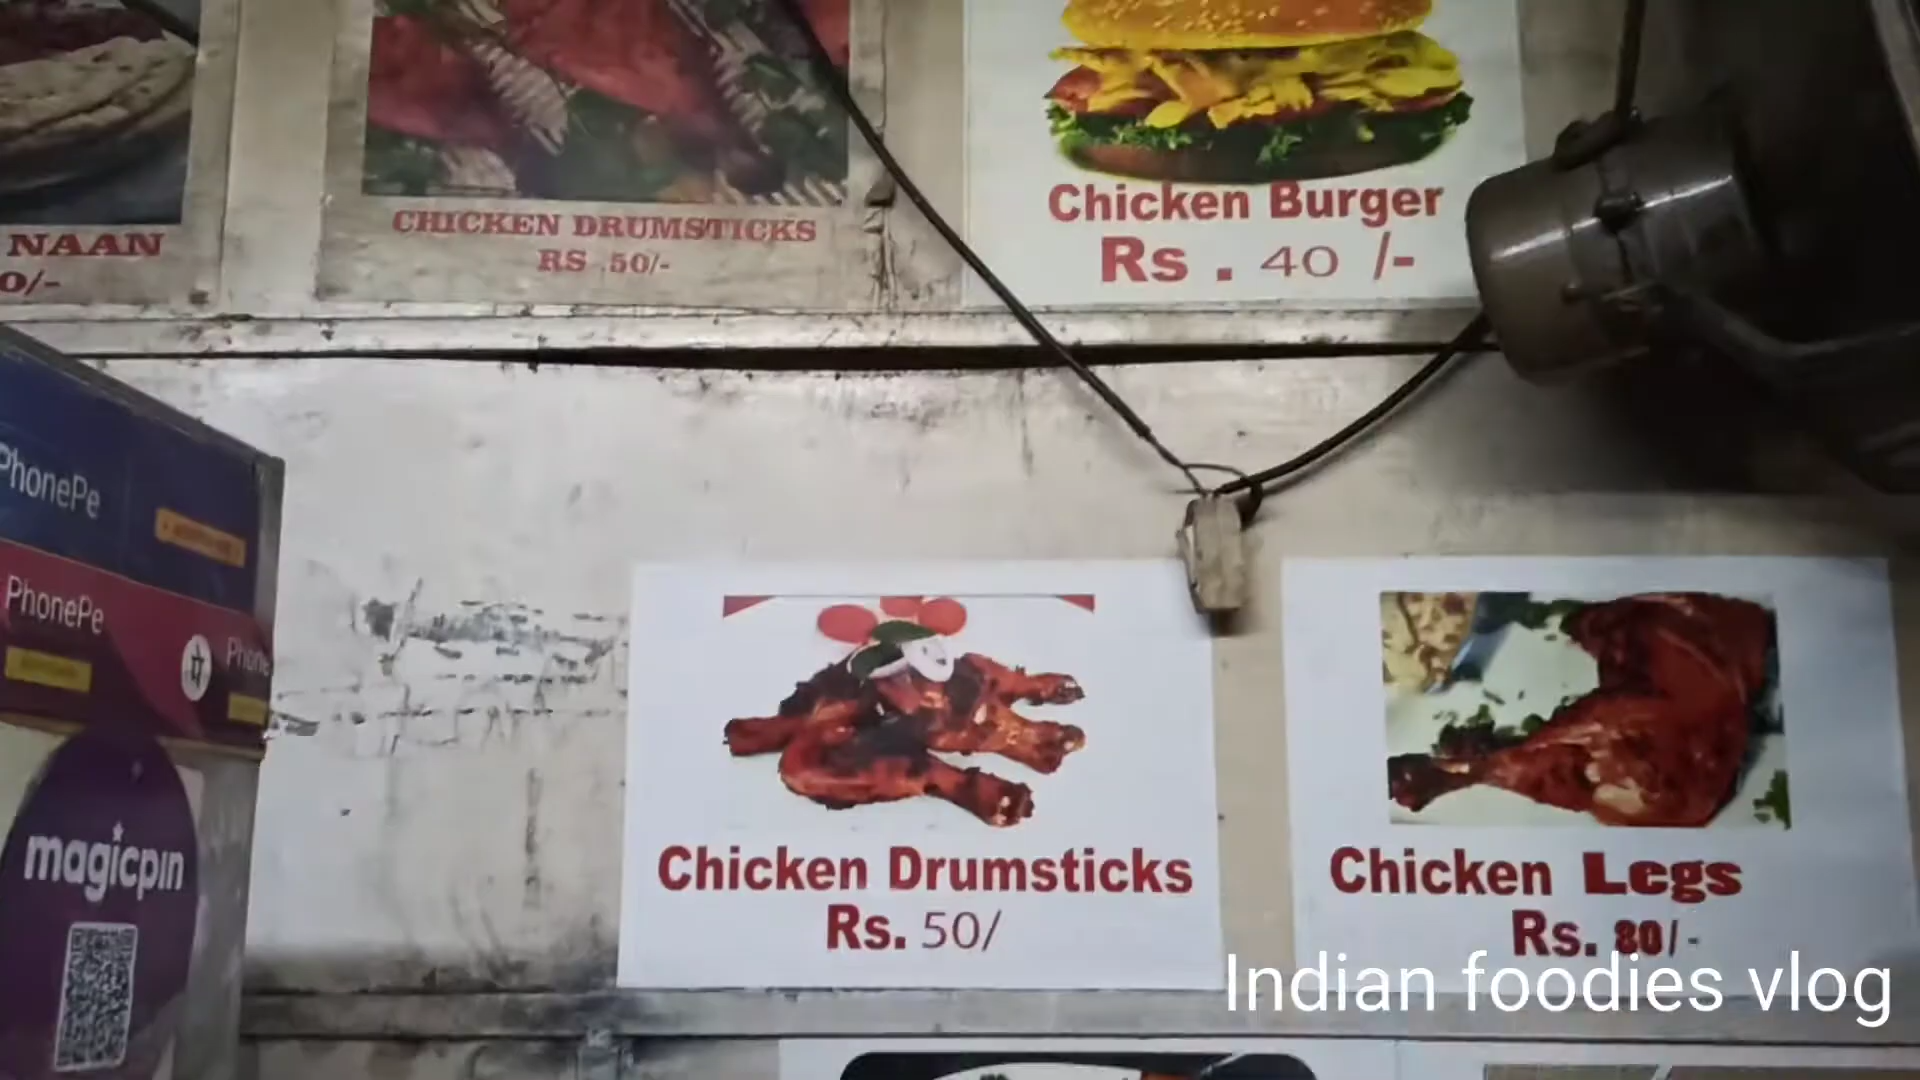 NAAN
0/-
CHICKEN DRUMSTICKS
RS .50/-
Chicken Burger
Rs . 40 /-
PhonePe
PhonePe
Phone
magicpin
Chicken Drumsticks
Rs. 50/
Chicken Legs
Rs. 80/-
Indian foodies vlog